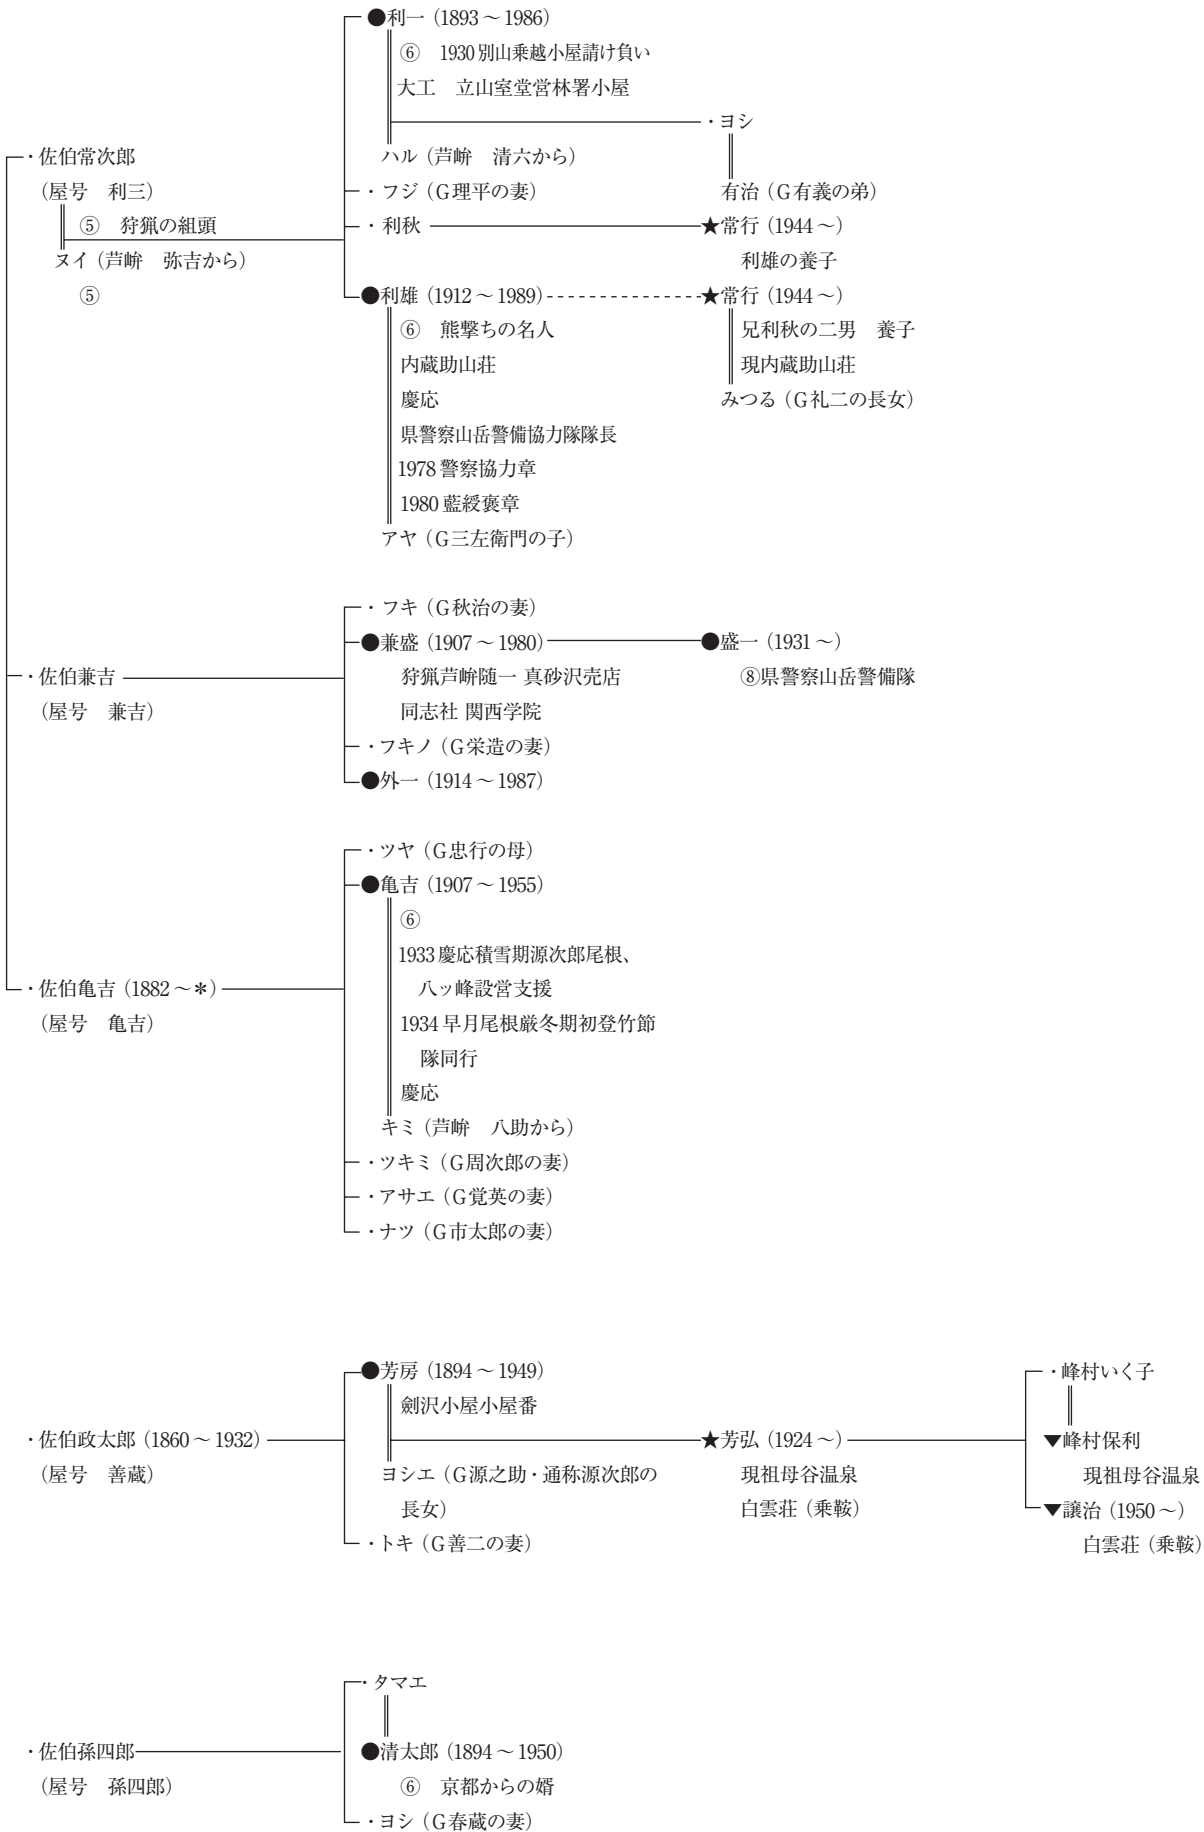 ●利一（1893～1986）
⑥　1930別山乗越小屋請け負い
大工　立山室堂営林署小屋
・ヨシ
・佐伯常次郎
ハル（芦峅　清六から）
（屋号　利三）
・フジ（G理平の妻）
有治（G有義の弟）
⑤　狩猟の組頭
・利秋
★常行（1944～）
ヌイ（芦峅　弥吉から）
利雄の養子
⑤
●利雄（1912～1989）
★常行（1944～）
⑥　熊撃ちの名人
兄利秋の二男　養子
内蔵助山荘
現内蔵助山荘
慶応
みつる（G礼二の長女）
県警察山岳警備協力隊隊長
1978警察協力章
1980藍綬褒章
アヤ（G三左衛門の子）
・フキ（G秋治の妻）
●兼盛（1907～1980）
●盛一（1931～）
・佐伯兼吉
狩猟芦峅随一 真砂沢売店
⑧県警察山岳警備隊
（屋号　兼吉）
同志社 関西学院
・フキノ（G栄造の妻）
●外一（1914～1987）
・ツヤ（G忠行の母）
●亀吉（1907～1955）
⑥
1933慶応積雪期源次郎尾根、
八ッ峰設営支援
・佐伯亀吉（1882～＊）
（屋号　亀吉）
1934早月尾根厳冬期初登竹節
隊同行
慶応
キミ（芦峅　八助から）
・ツキミ（G周次郎の妻）
・アサエ（G覚英の妻）
・ナツ（G市太郎の妻）
●芳房（1894～1949）
・峰村いく子
劍沢小屋小屋番
・佐伯政太郎（1860～1932）
★芳弘（1924～）
▼峰村保利
（屋号　善蔵）
ヨシエ（G源之助・通称源次郎の
長女）
現祖母谷温泉
現祖母谷温泉
白雲荘（乗鞍）
▼譲治（1950～）
・トキ（G善二の妻）
白雲荘（乗鞍）
・タマエ
・佐伯孫四郎
●清太郎（1894～1950）
（屋号　孫四郎）
⑥　京都からの婿
・ヨシ（G春蔵の妻）